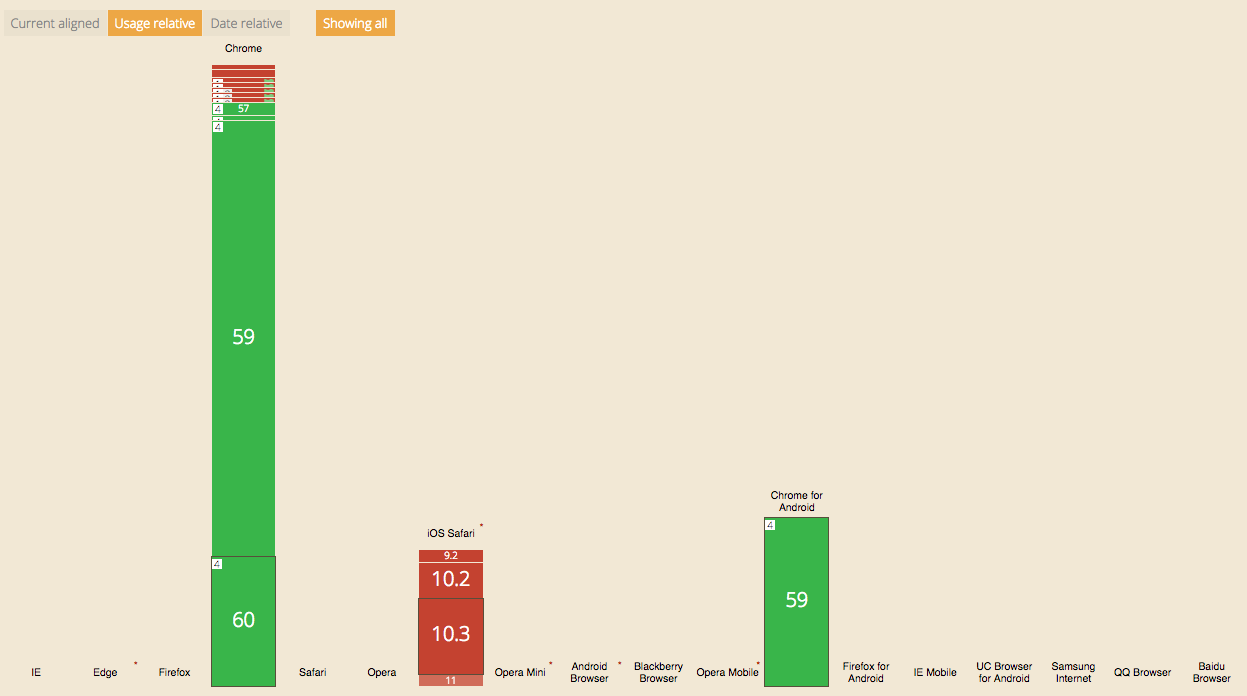 Current aligned Usage relative Date relative Showing all
Chrome
4 57
4
59
4
60
iOS Safari *
9.2
10.2
10.3
11
Chrome for
Android
4
59
IE
Edge *
Firefox
Safari
Opera
Opera Mini *
Android *
Browser
Blackberry
Browser
Opera Mobile *
Firefox for
Android
IE Mobile
UC Browser
for Android
Samsung
Internet
QQ Browser
Baidu
Browser